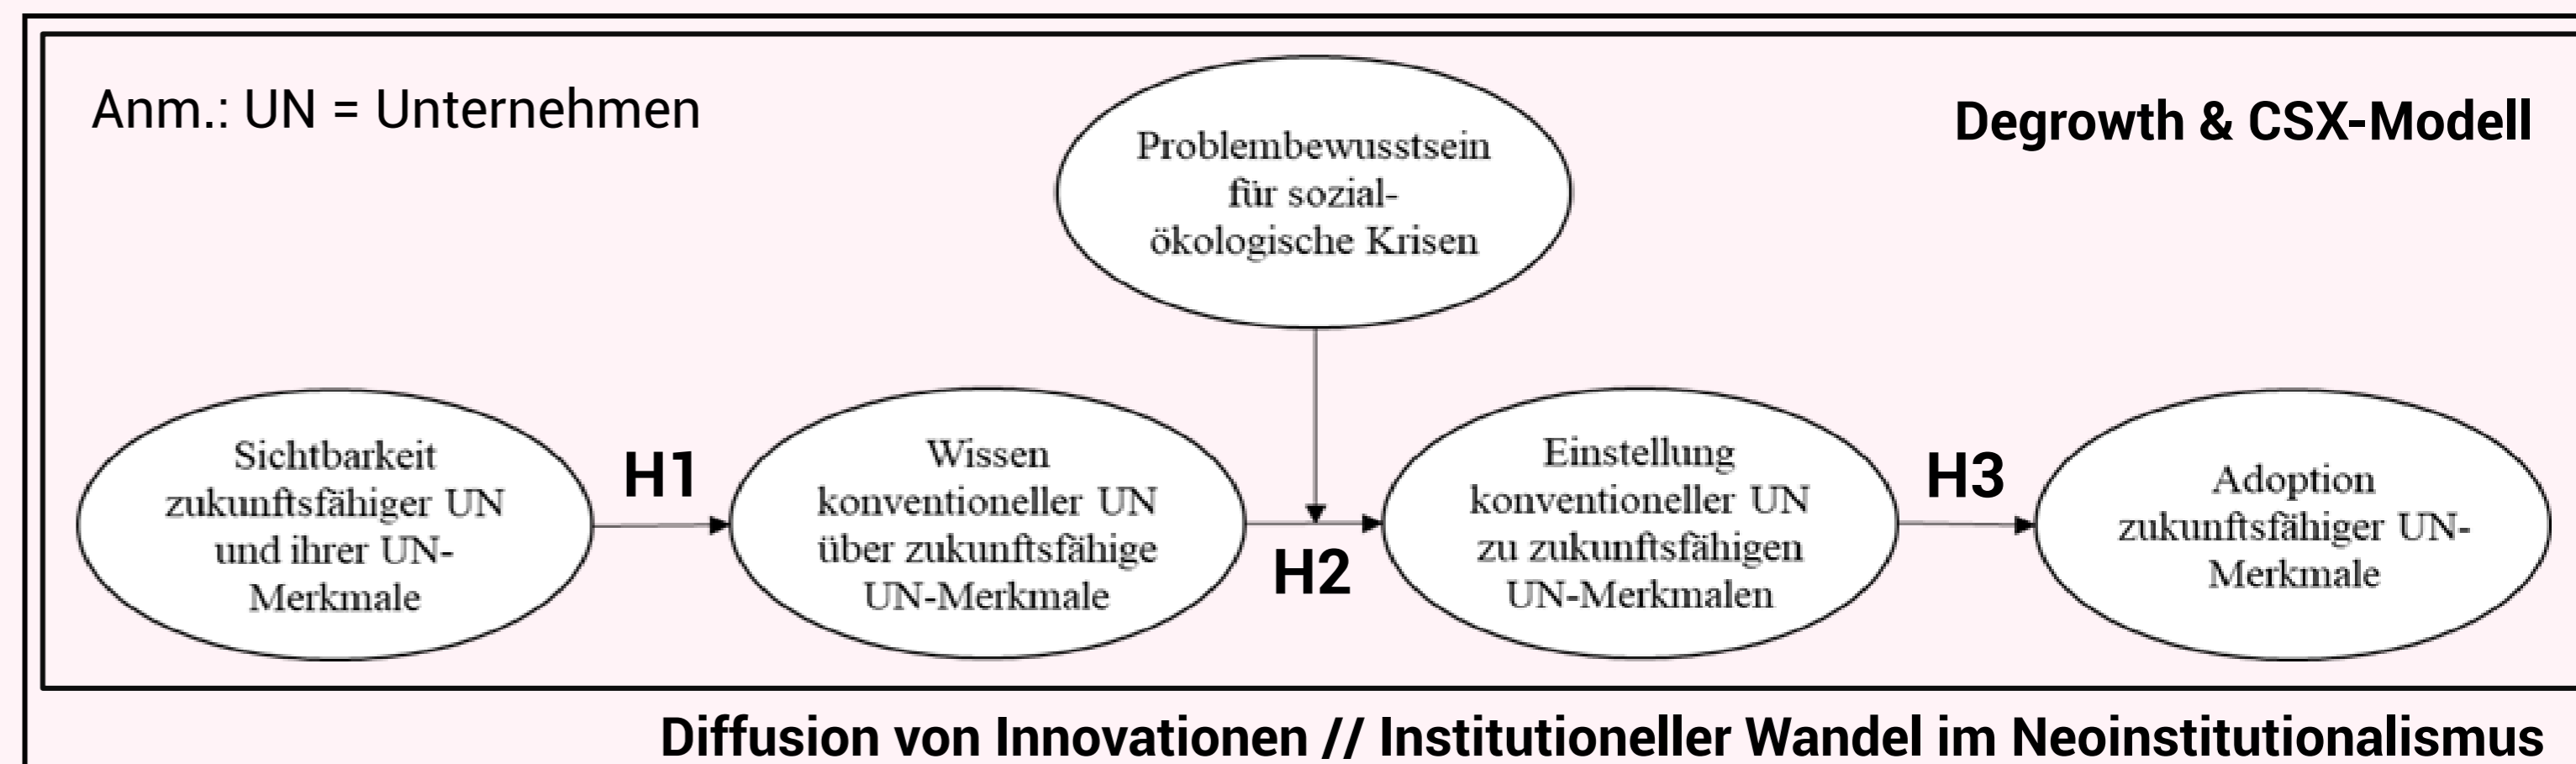 Anm.: UN = Unternehmen
Degrowth & CSX-Modell
Problembewusstsein
für sozial-
ökologische Krisen
Sichtbarkeit
zukunftsfähiger UN
und ihrer UN-
Merkmale
H1
Wissen
konventioneller UN
über zukunftsfähige
UN-Merkmale
H2
Einstellung
konventioneller UN
zu zukunftsfähigen
UN-Merkmalen
H3
Adoption
zukunftsfähiger UN-
Merkmale
Diffusion von Innovationen // Institutioneller Wandel im Neoinstitutionalismus